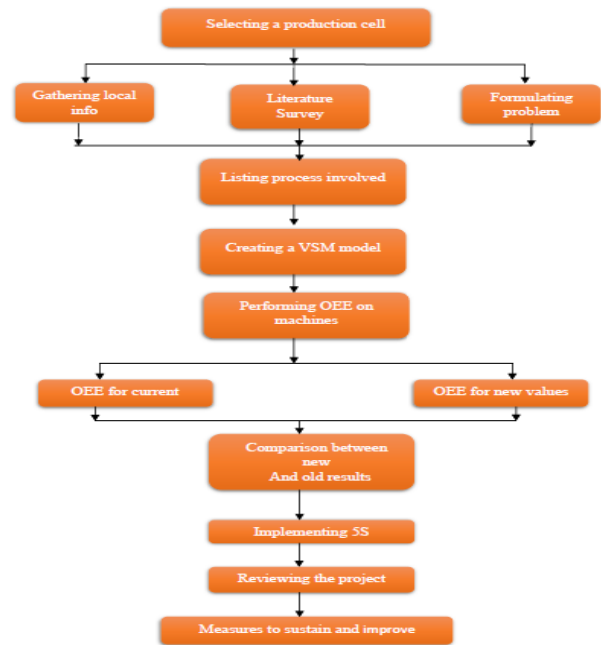 Selecting a production cell
Gathering local
info
Literature
Survey
Formulating
problem
Listing process involved
Creating a VSM model
Performing OEE on
machines
OEE for current
OEE for new values
Comparison between
new
And old results
Implementing 5S
Reviewing the project
Measures to sustain and improve